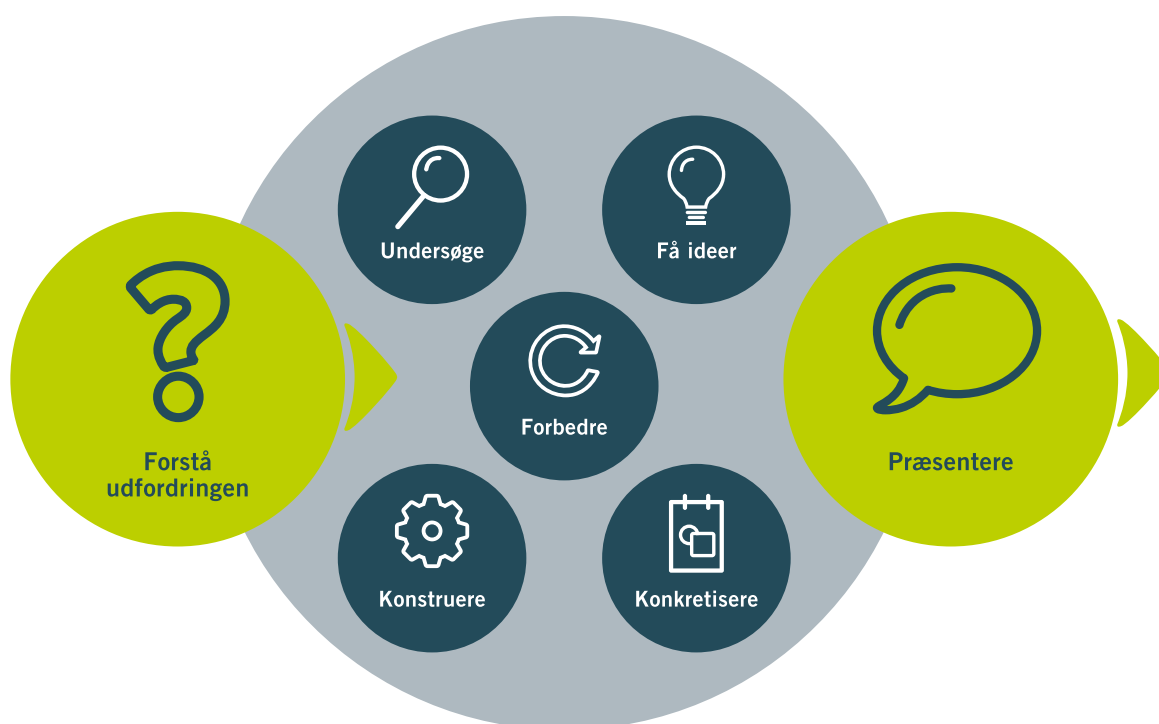 Undersøge
Få ideer
Forbedre
Forstå
udfordringen
Præsentere
Konstruere
Konkretisere